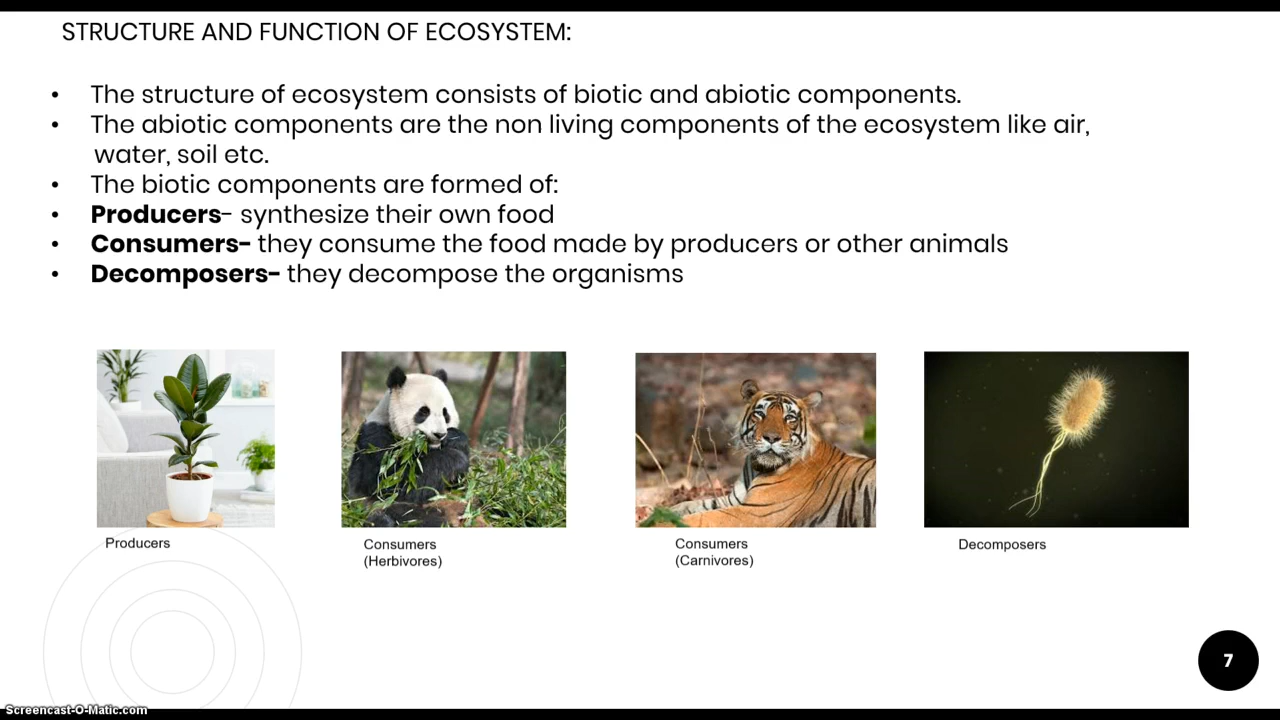 STRUCTURE AND FUNCTION OF ECOSYSTEM:
• The structure of ecosystem consists of biotic and abiotic components.
• The abiotic components are the non living components of the ecosystem like air,
water, soil etc.
• The biotic components are formed of:
• Producers- synthesize their own food
• Consumers- they consume the food made by producers or other animals
• Decomposers- they decompose the organisms
Producers
Consumers
(Herbivores)
Consumers
(Carnivores)
Decomposers
7
Screencast-O-Matic.com